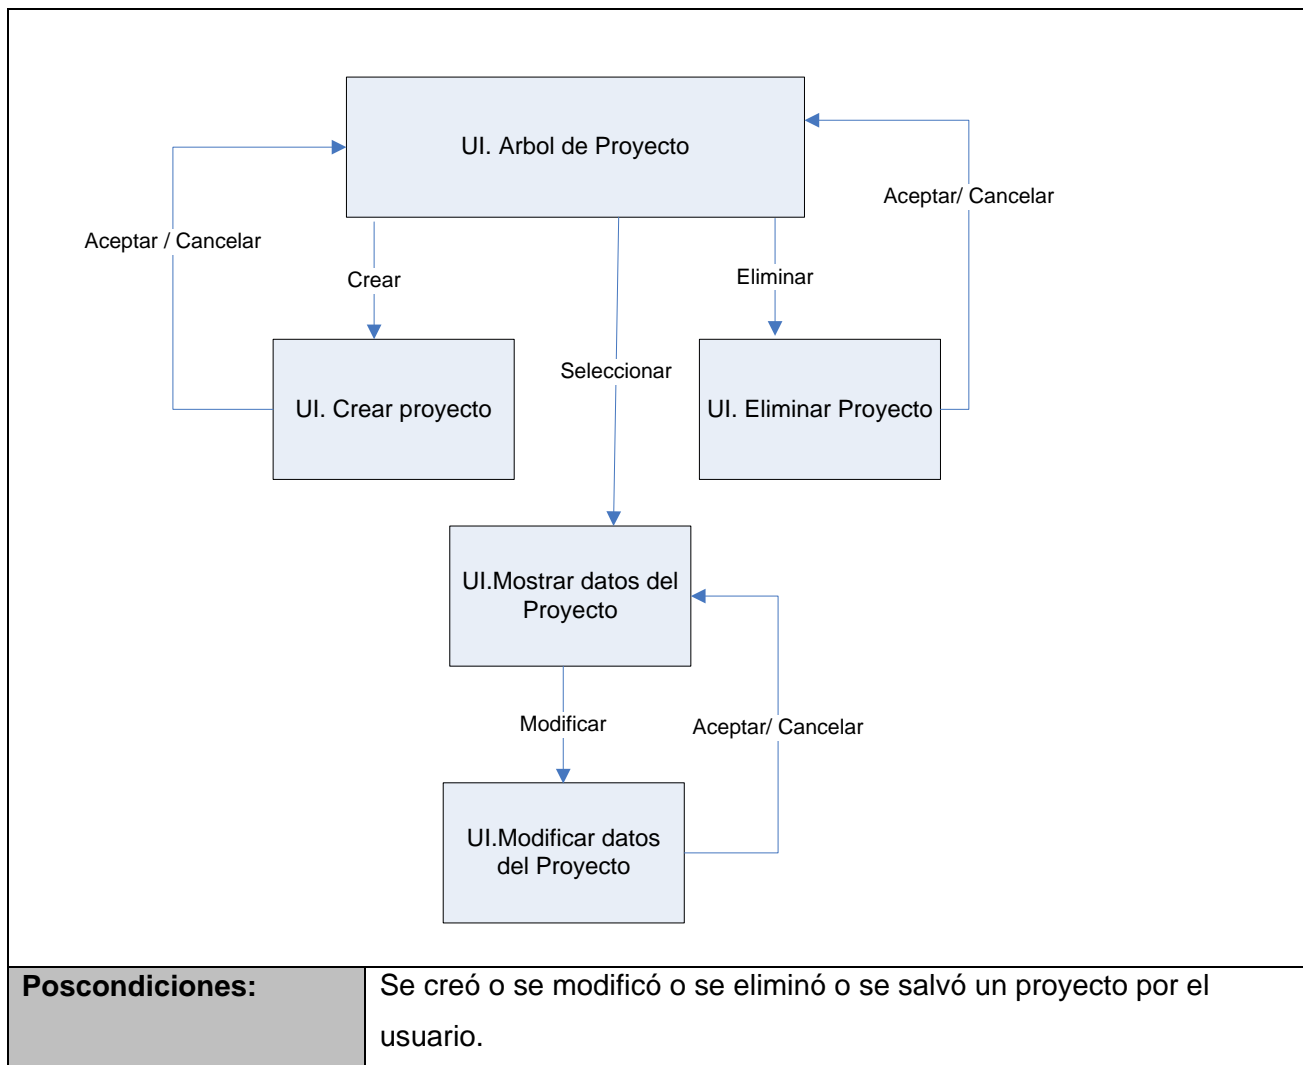 UI. Arbol de Proyecto
Aceptar/ Cancelar
Aceptar / Cancelar
Crear
Eliminar
Seleccionar
UI. Crear proyecto
UI. Eliminar Proyecto
UI.Mostrar datos del
Proyecto
Modificar
Aceptar/ Cancelar
UI.Modificar datos
del Proyecto
Poscondiciones:
Se creó o se modificó o se eliminó o se salvó un proyecto por el
usuario.